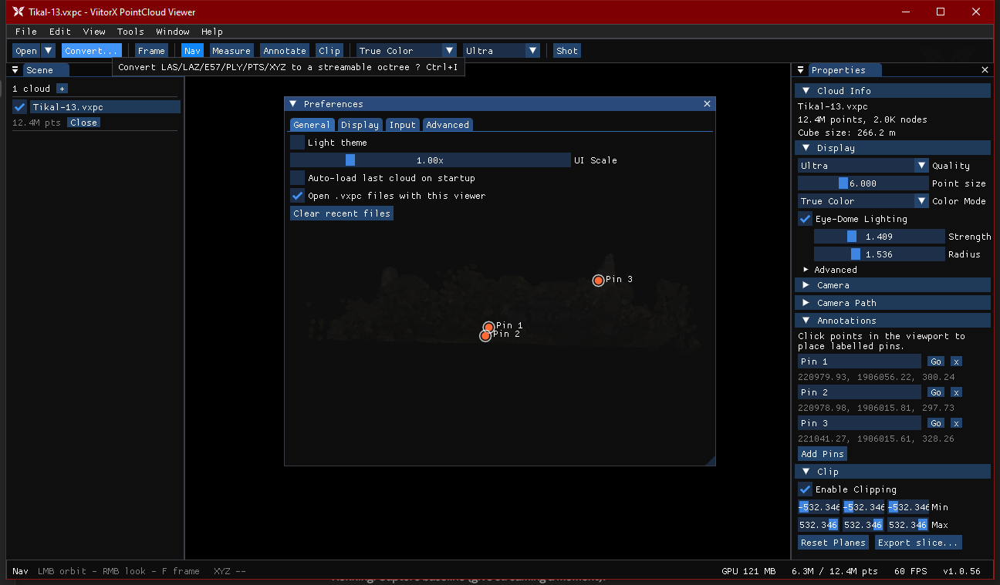 Tikal-13.vxpc - ViitorX PointCloud Viewer
File Edit View Tools Window Help
Open Convert... Frame Nav Measure Annotate Clip True Color Ultra Shot
Convert LAS/LAZ/E57/PLY/PTS/XYZ to a streamable octree ? Ctrl+I
Scene
1 cloud +
Tikal-13.vxpc
12.4M pts Close
Preferences
General Display Input Advanced
Light theme
1.00x UI Scale
Auto-load last cloud on startup
Open .vxpc files with this viewer
Clear recent files
Pin 3
Pin 1
Pin 2
Properties
Cloud Info
Tikal-13.vxpc
12.4M points, 2.0K nodes
Cube size: 266.2 m
Display
Ultra Quality
6.000 Point size
True Color Color Mode
Eye-Dome Lighting
1.409 Strength
1.536 Radius
Advanced
Camera
Camera Path
Annotations
Click points in the viewport to
place labelled pins.
Pin 1 Go x
220979.93, 1906056.22, 300.24
Pin 2 Go x
220978.98, 1906015.81, 297.73
Pin 3 Go x
221041.27, 1906015.61, 328.26
Add Pins
Clip
Enable Clipping
-532.346 -532.346 -532.346 Min
532.346 532.346 532.346 Max
Reset Planes Export slice...
Nav LMB orbit - RMB look - F frame XYZ --
GPU 121 MB 6.3M / 12.4M pts 60 FPS v1.0.56